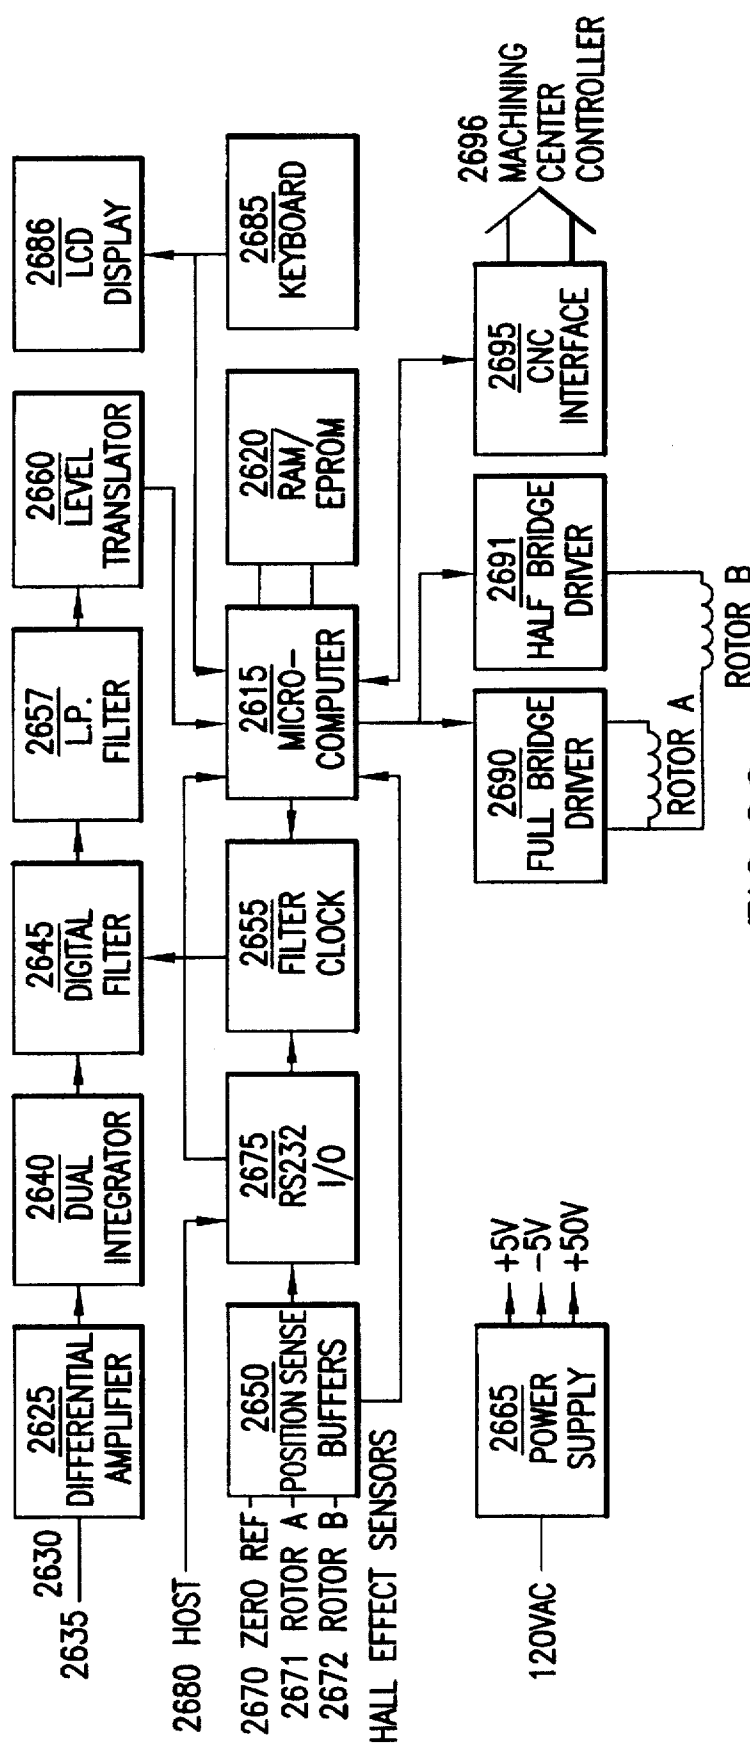 2630
2635
2625
DIFFERENTIAL
AMPLIFIER
2640
DUAL
INTEGRATOR
2645
DIGITAL
FILTER
2657
L.P.
FILTER
2660
LEVEL
TRANSLATOR
2686
LCD
DISPLAY
2680 HOST
2670 ZERO REF
2671 ROTOR A
2672 ROTOR B
HALL EFFECT SENSORS
2650
POSITION SENSE
BUFFERS
2675
RS232
I/O
2655
FILTER
CLOCK
2615
MICRO-
COMPUTER
2620
RAM/
EPROM
2685
KEYBOARD
120VAC
2665
POWER
SUPPLY
+5V
-5V
+50V
2690
FULL BRIDGE
DRIVER
2691
HALF BRIDGE
DRIVER
2695
CNC
INTERFACE
2696
MACHINING
CENTER
CONTROLLER
ROTOR A
ROTOR B